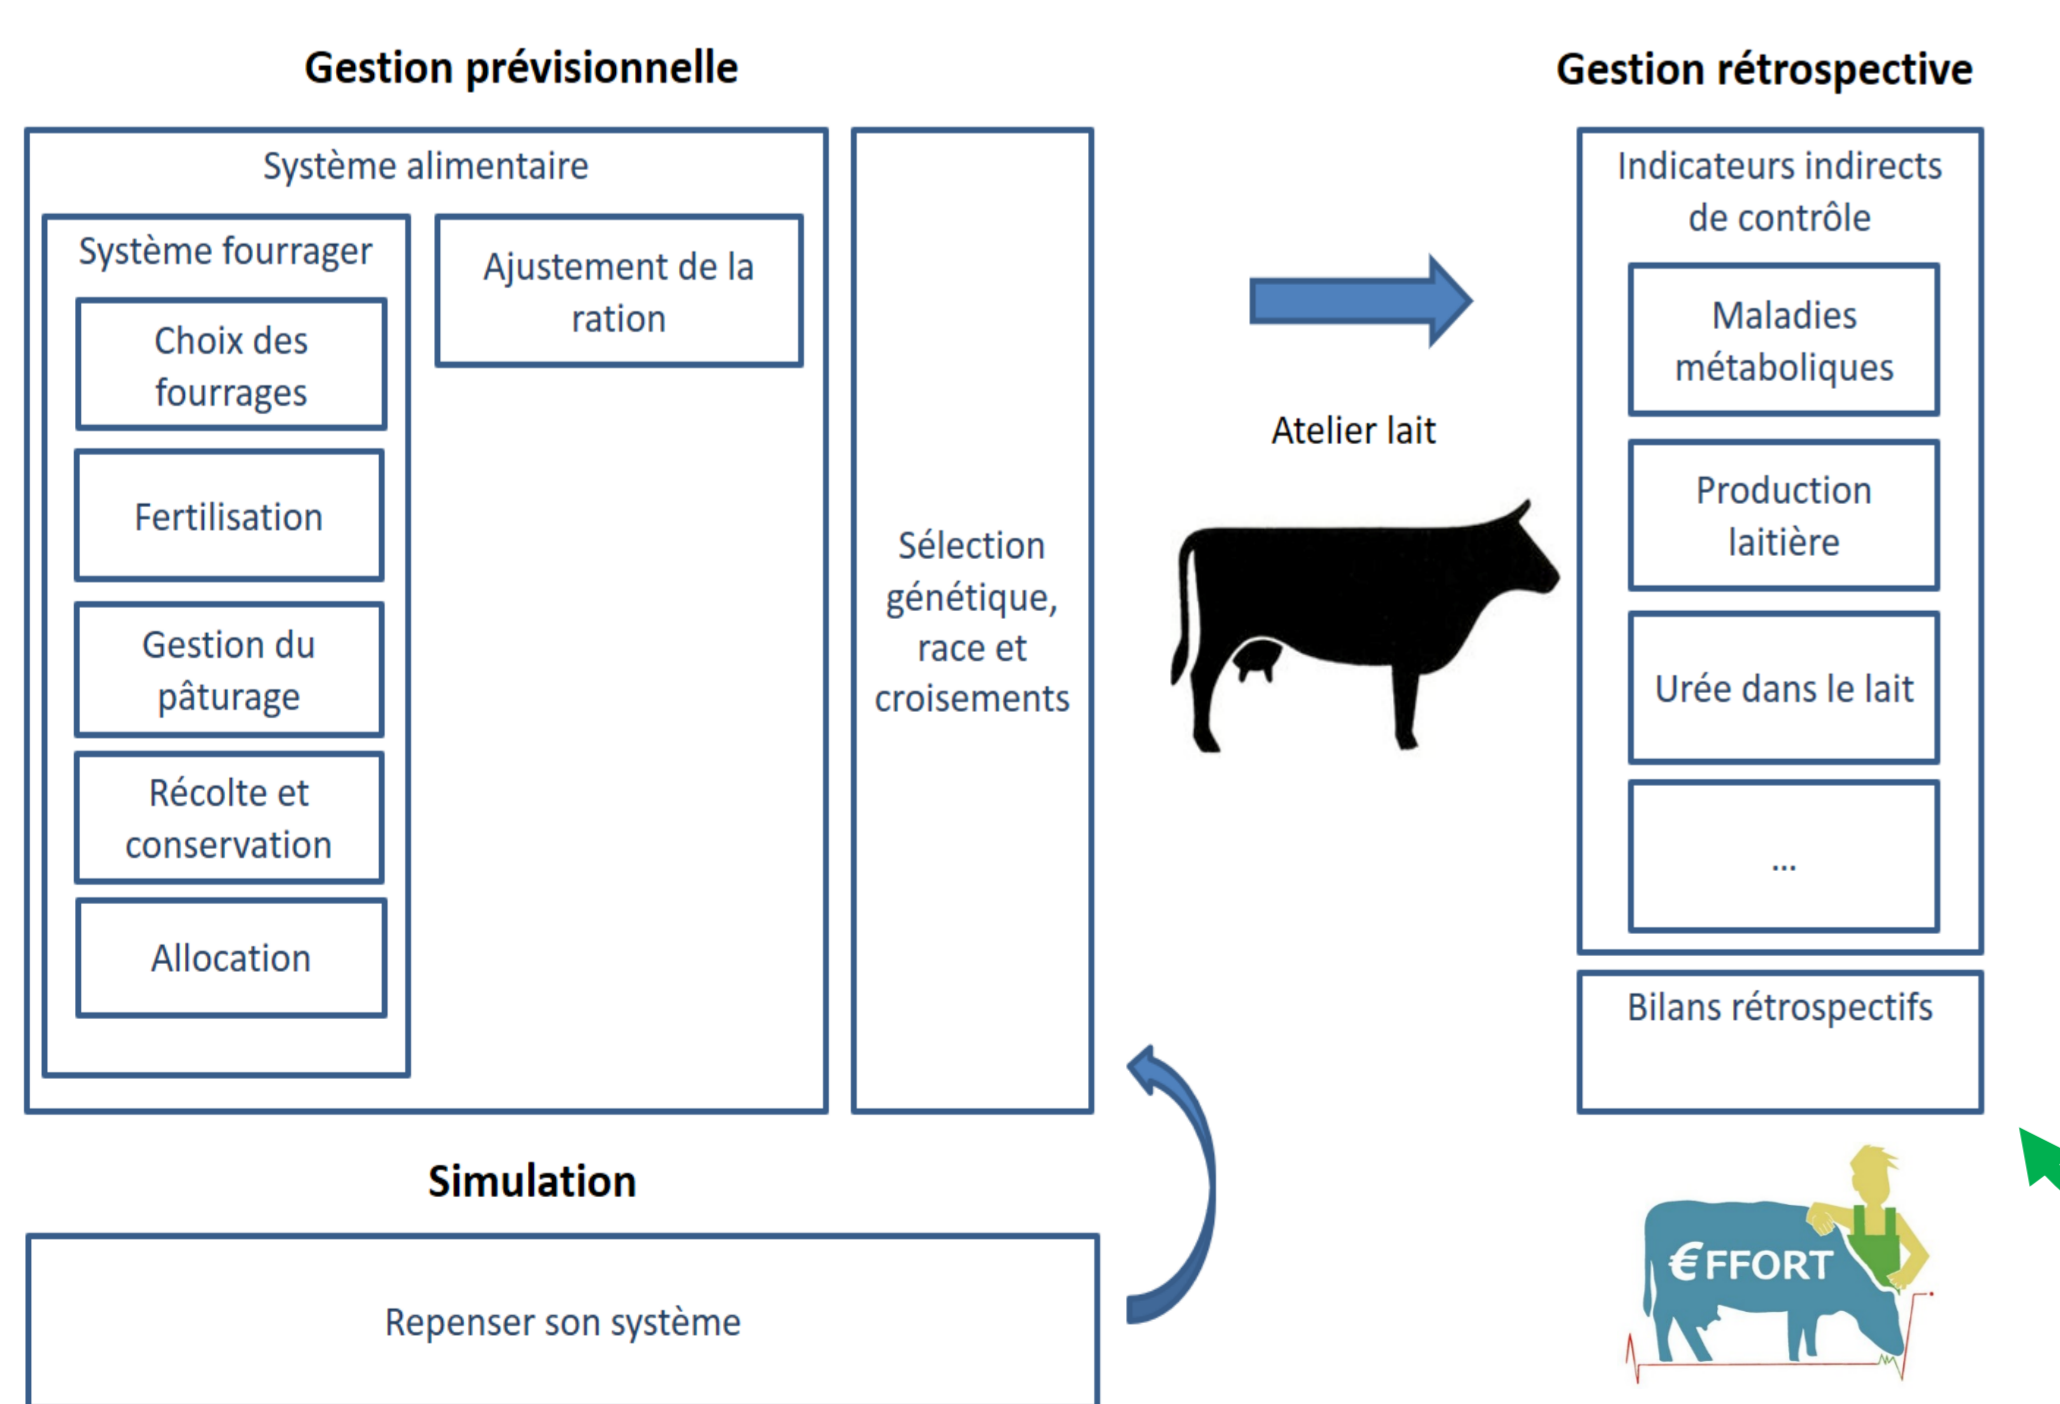 Gestion prévisionnelle
Système alimentaire
Système fourrager
Choix des
fourrages
Fertilisation
Gestion du
pâturage
Récolte et
conservation
Allocation
Ajustement de la
ration
Sélection
génétique,
race et
croisements
Atelier lait
Gestion rétrospective
Indicateurs indirects
de contrôle
Maladies
métaboliques
Production
laitière
Urée dans le lait
...
Bilans rétrospectifs
Simulation
Repenser son système
€FFORT